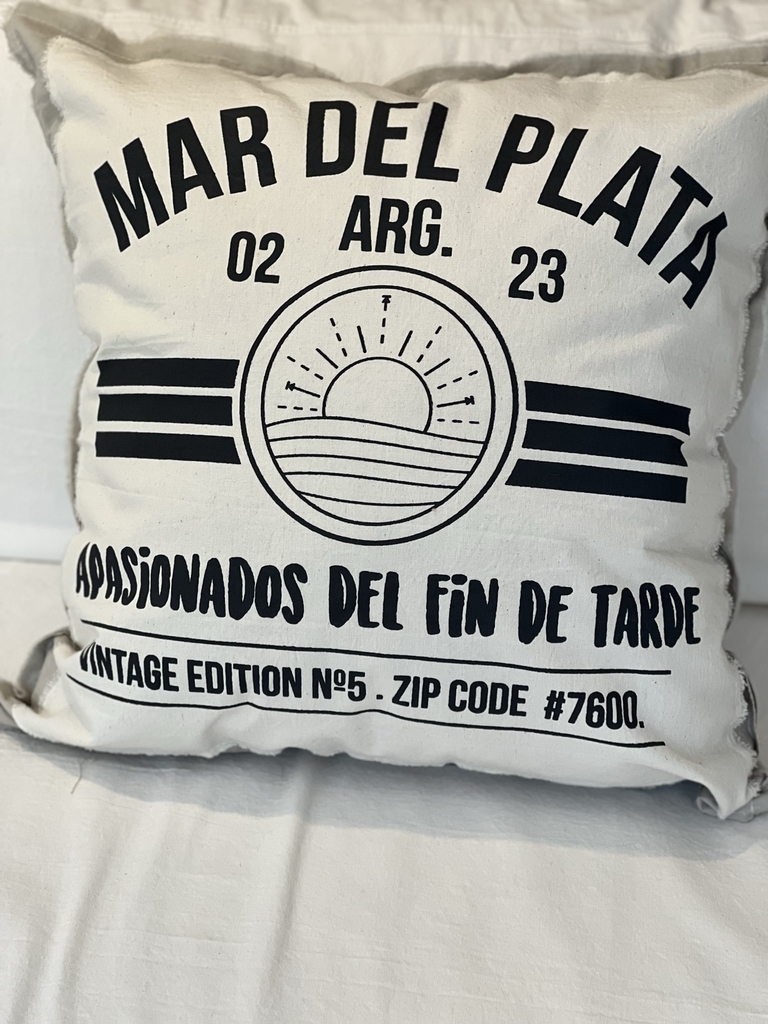 MAR DEL PLATA
ARG.
02 23
APASiONADOS DEL FiN DE TARDE
VINTAGE EDITION Nº5 . ZIP CODE #7600.